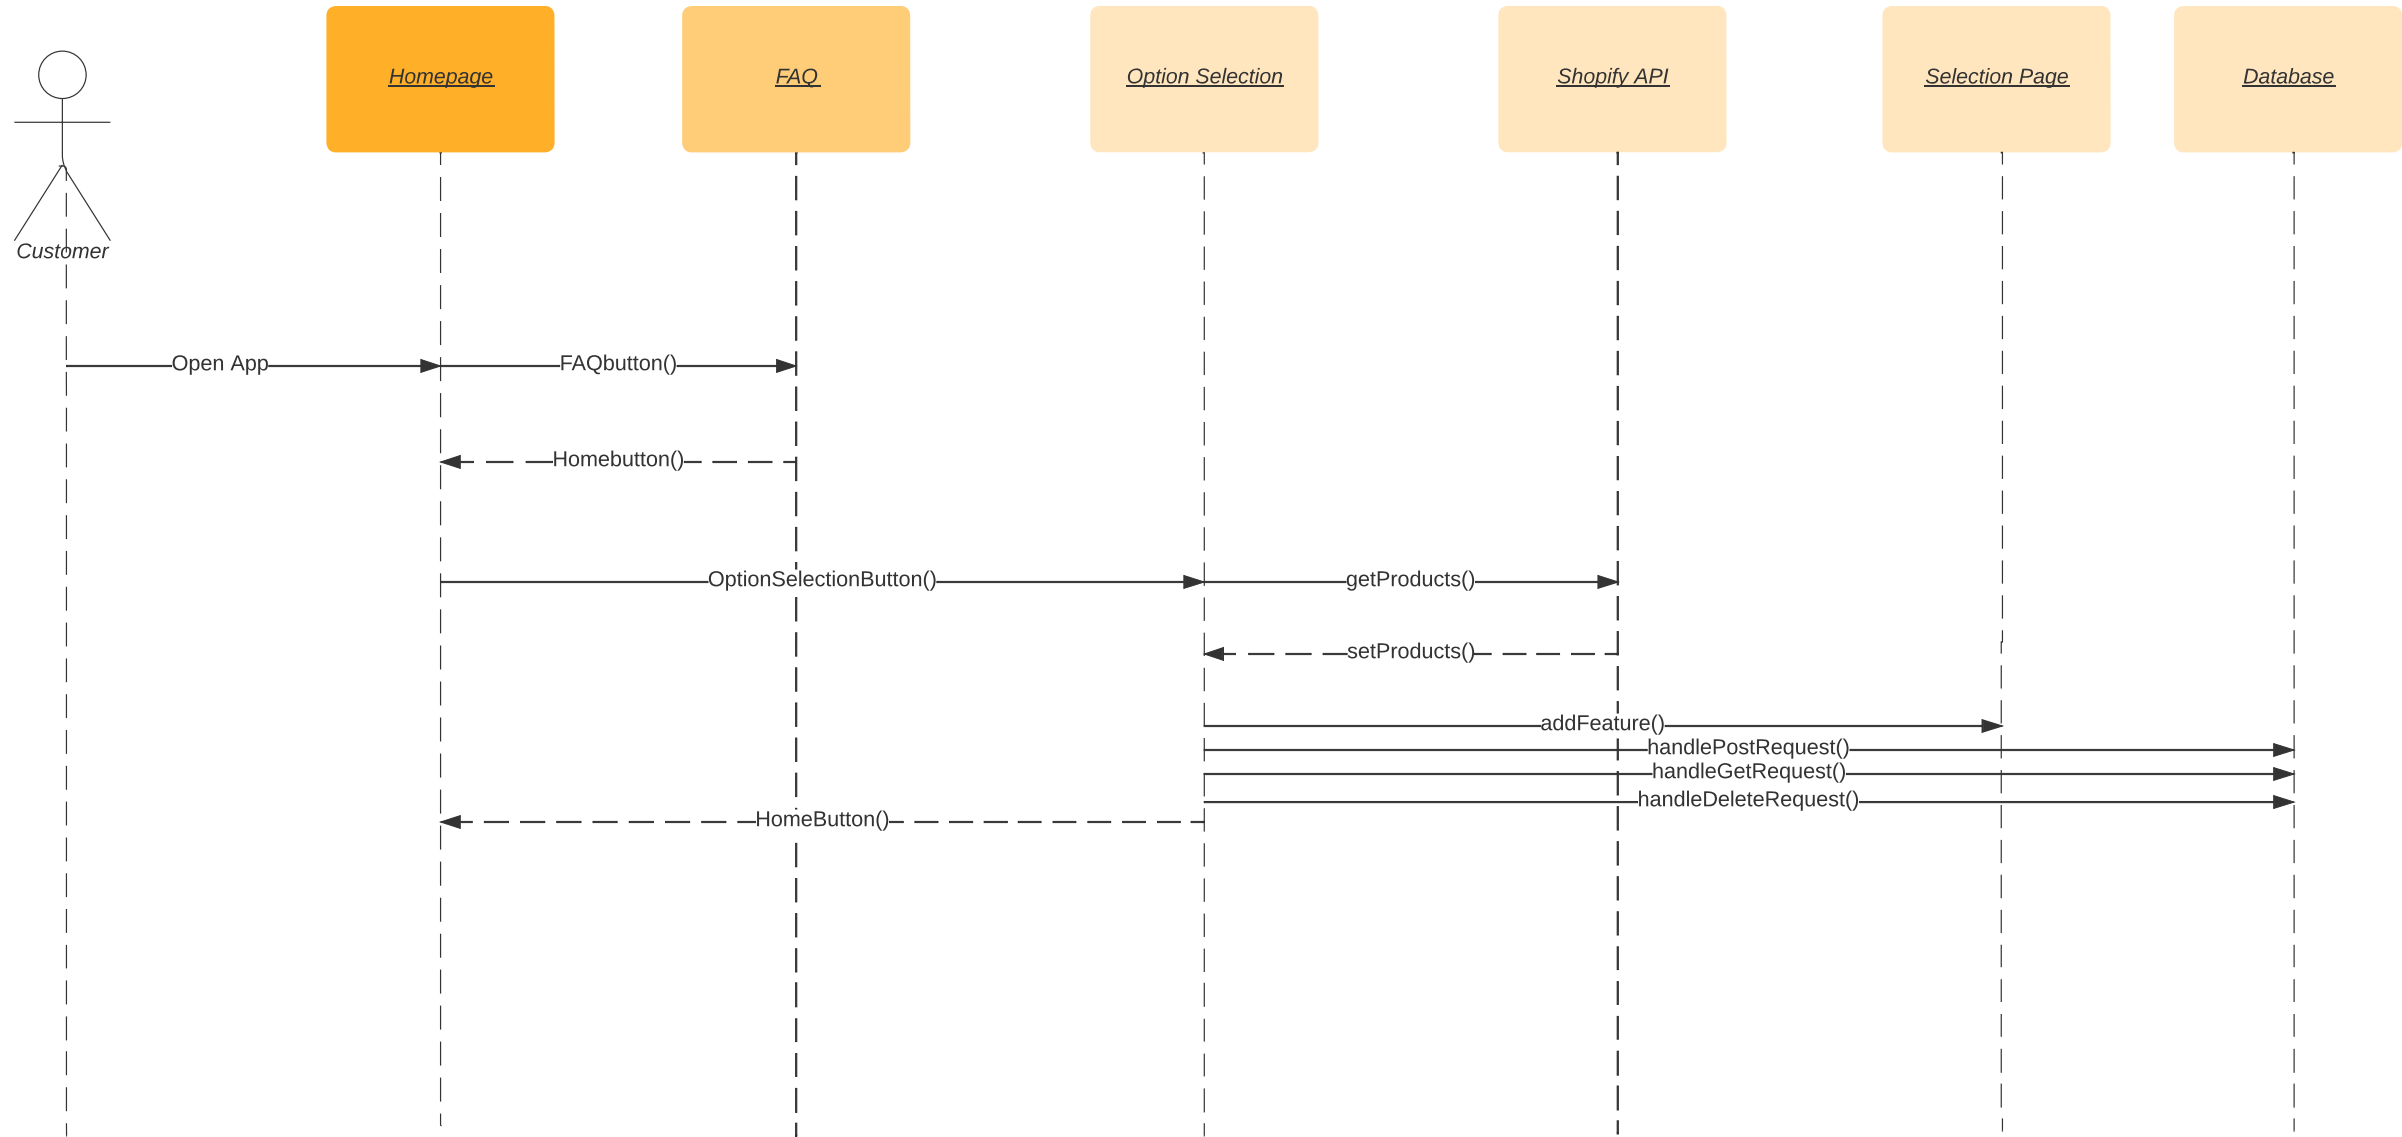 Homepage
FAQ
Option Selection
Shopify API
Selection Page
Database
Customer
Open App
FAQbutton()
Homebutton()
OptionSelectionButton()
getProducts()
setProducts()
addFeature()
handlePostRequest()
handleGetRequest()
handleDeleteRequest()
HomeButton()